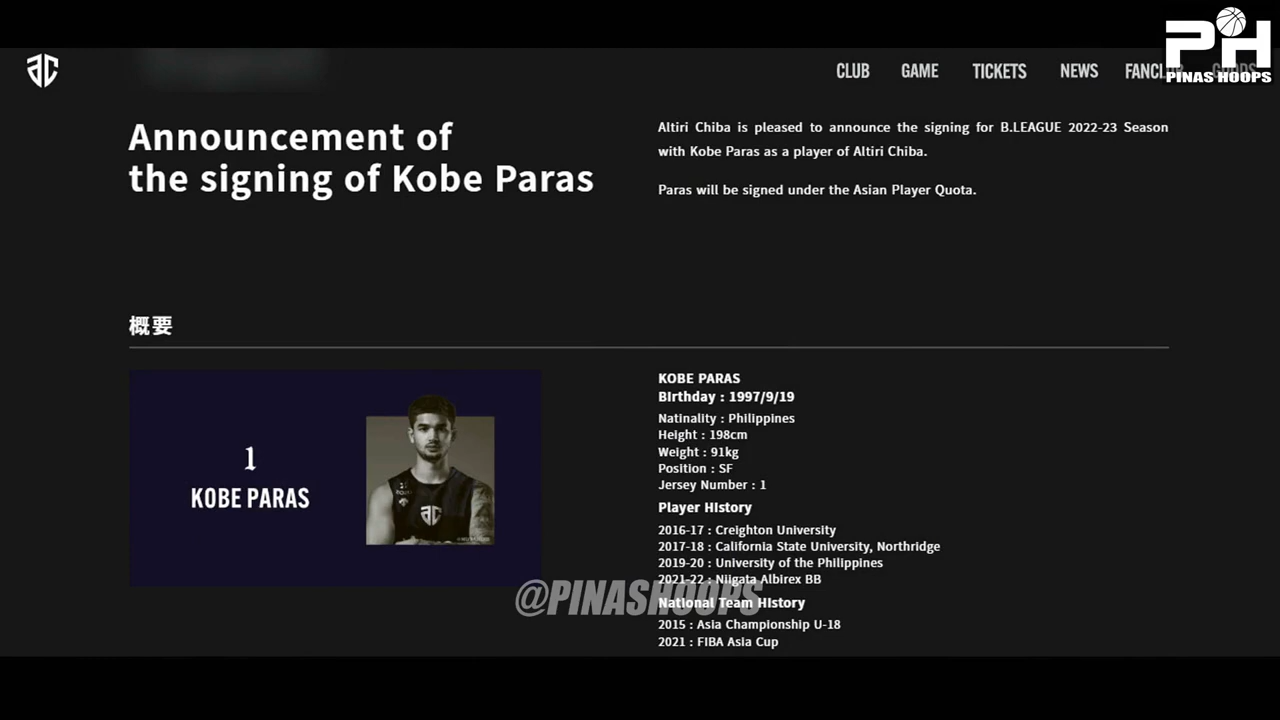 PH
PINAS HOOPS
CLUB
GAME
TICKETS
NEWS
Announcement of
the signing of Kobe Paras
Altiri Chiba is pleased to announce the signing for B.LEAGUE 2022-23 Season
with Kobe Paras as a player of Altiri Chiba.
Paras will be signed under the Asian Player Quota.
概要
1
KOBE PARAS
KOBE PARAS
Birthday : 1997/9/19
Natinality : Philippines
Height : 198cm
Weight : 91kg
Position : SF
Jersey Number : 1
Player History
2016-17 : Creighton University
2017-18 : California State University, Northridge
2019-20 : University of the Philippines
2021-22 : Niigata Albirex BB
@PINASHOOPS
National Team History
2015 : Asia Championship U-18
2021 : FIBA Asia Cup